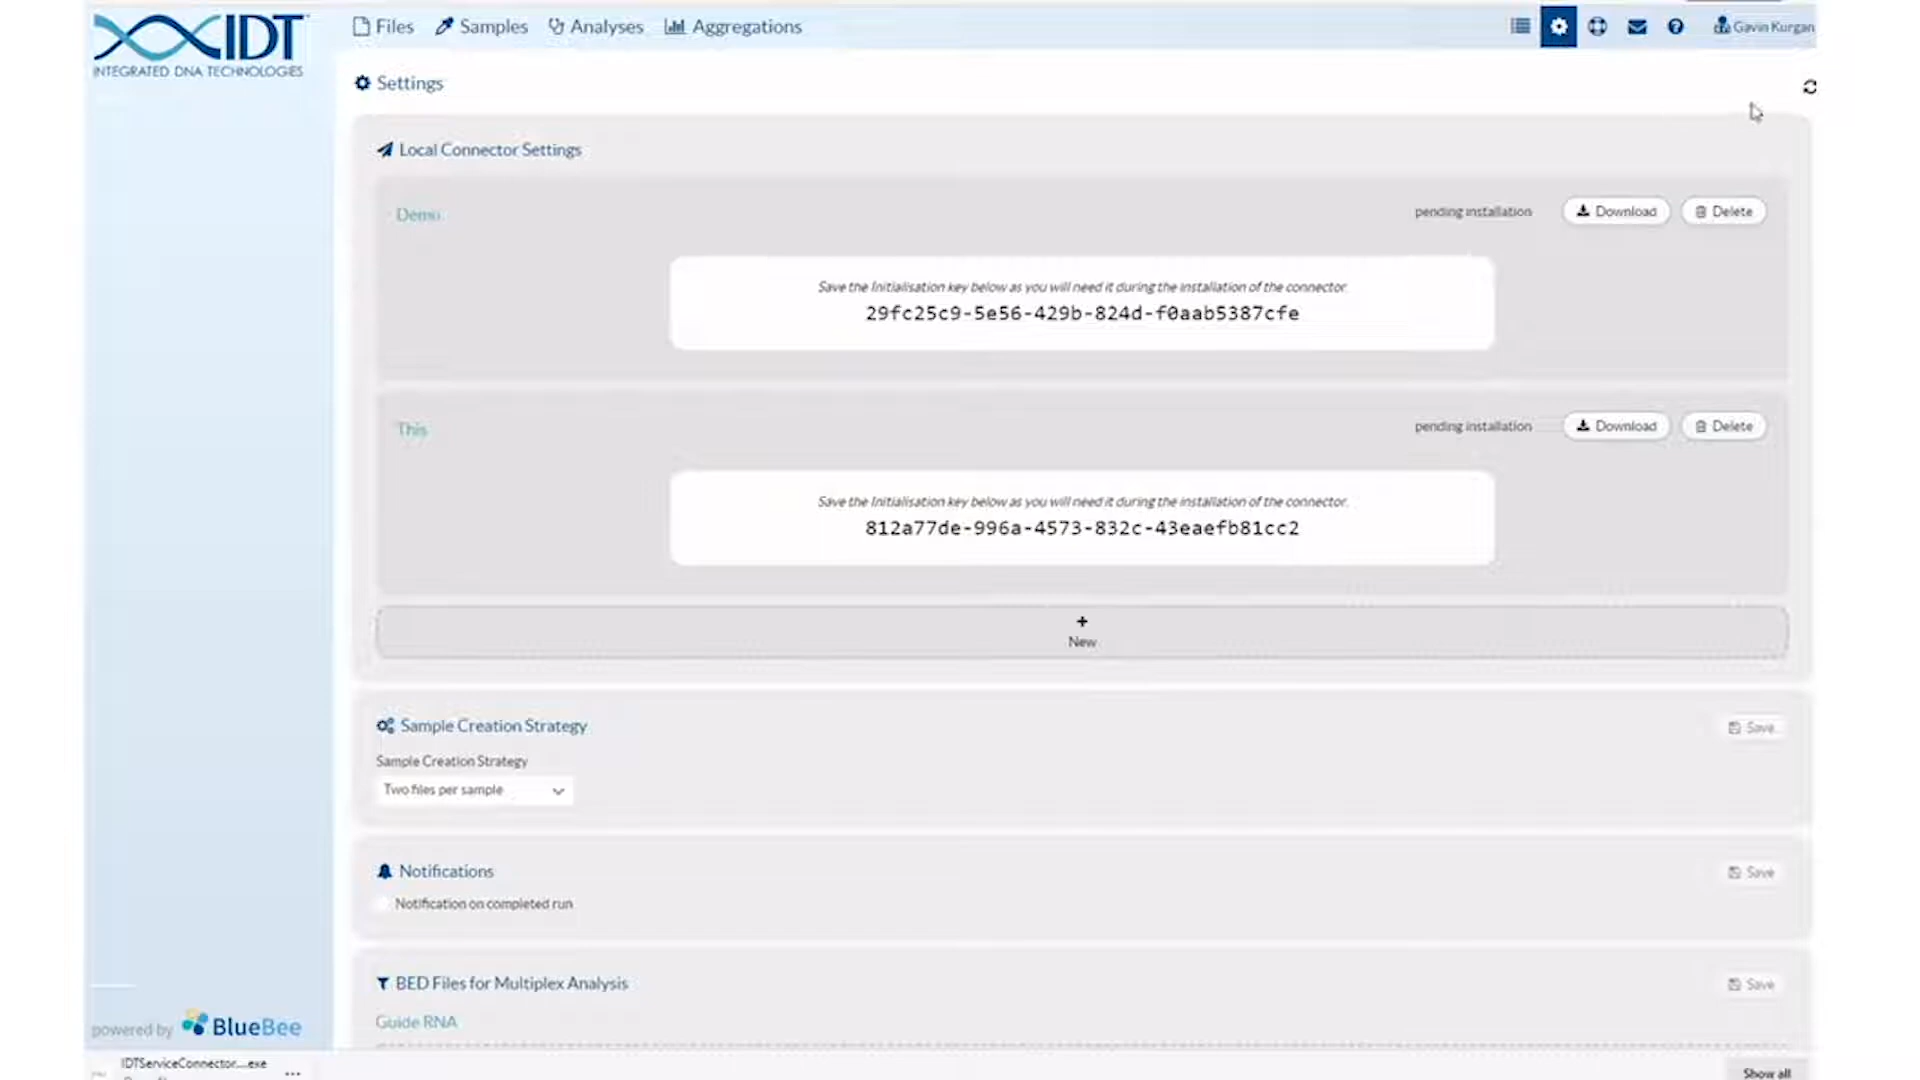 IDT
INTEGRATED DNA TECHNOLOGIES
Files Samples Analyses Aggregations
Gavin Kurgan
Settings
Local Connector Settings
Demo
pending installation Download Delete
Save the Initialisation key below as you will need it during the installation of the connector.
29fc25c9-5e56-429b-824d-f0aab5387cfe
This
pending installation Download Delete
Save the Initialisation key below as you will need it during the installation of the connector.
812a77de-996a-4573-832c-43eaefb81cc2
+
New
Sample Creation Strategy Save
Sample Creation Strategy
Two files per sample
Notifications Save
Notification on completed run
BED Files for Multiplex Analysis Save
Guide RNA
powered by BlueBee
IDTServiceConnector....exe
...
Show all